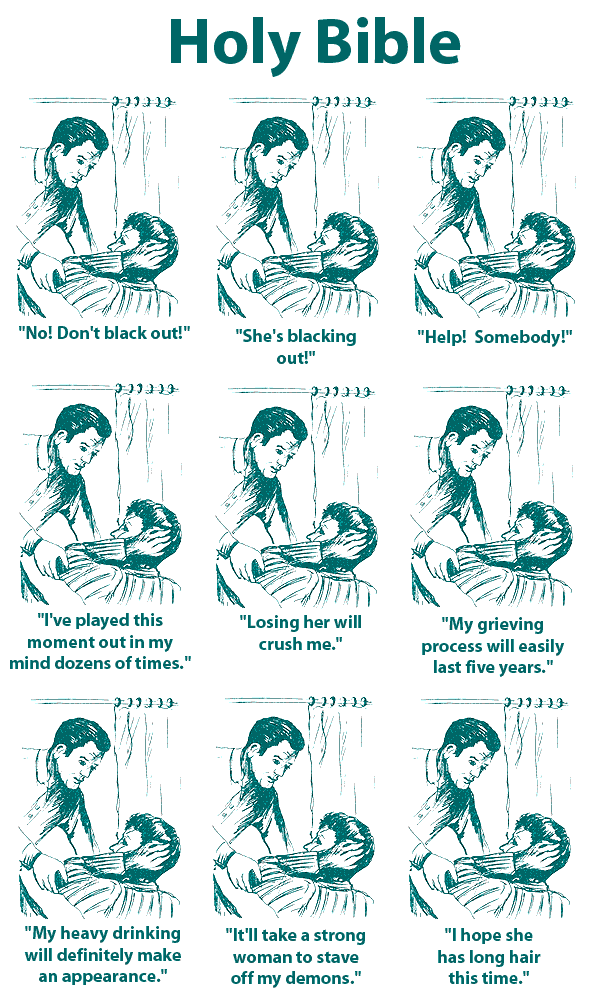 Holy Bible
"No! Don't black out!"
"She's blacking
out!"
"Help!  Somebody!"
"I've played this
moment out in my
mind dozens of times."
"Losing her will
crush me."
"My grieving
process will easily
last five years."
"My heavy drinking
will definitely make
an appearance."
"It'll take a strong
woman to stave
off my demons."
"I hope she
has long hair
this time."